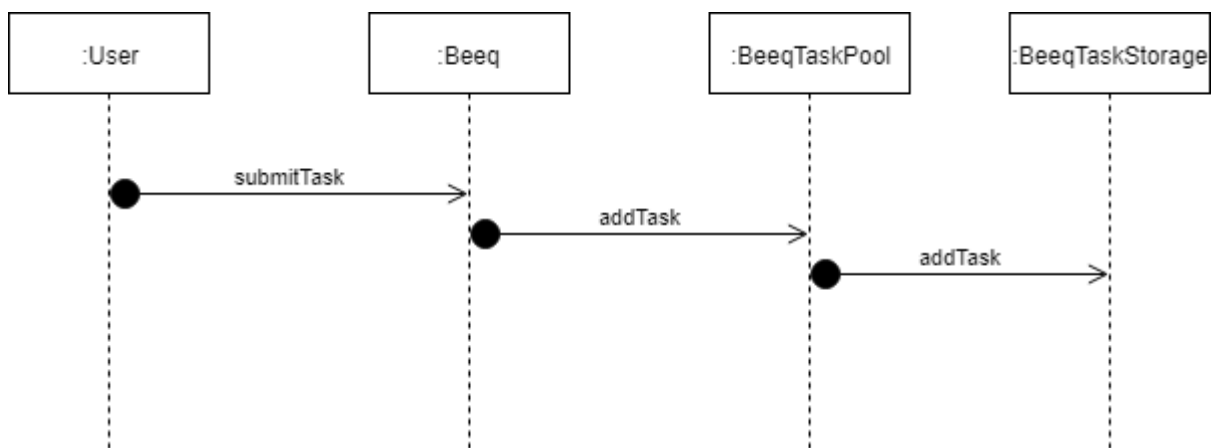 :User
:Beeq
:BeeqTaskPool
:BeeqTaskStorage
submitTask
addTask
addTask